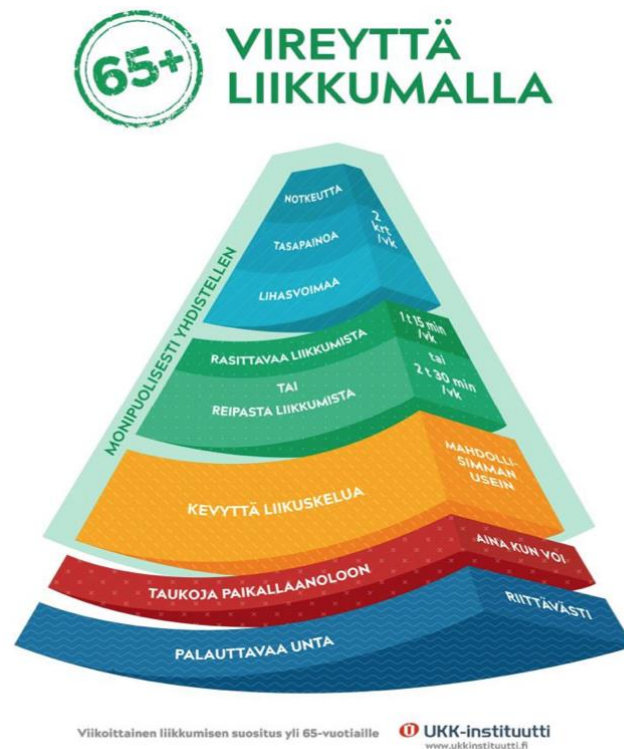 65+
VIREYTTÄ
LIIKKUMALLA
MONIPUOLISESTI YHDISTELLEN
NOTKEUTTA
TASAPAINOA
LIHASVOIMAA
2
krt
/vk
RASITTAVAA LIIKKUMISTA
1 t 15 min
/vk
TAI
tai
REIPASTA LIIKKUMISTA
2 t 30 min
/vk
KEVYTTÄ LIIKUSKELUA
MAHDOLLI-
SIMMAN
USEIN
TAUKOJA PAIKALLAANOLOON
AINA KUN VOI
PALAUTTAVAA UNTA
RIITTÄVÄSTI
Viikoittainen liikkumisen suositus yli 65-vuotiaille
UKK-instituutti
www.ukkinstituutti.fi